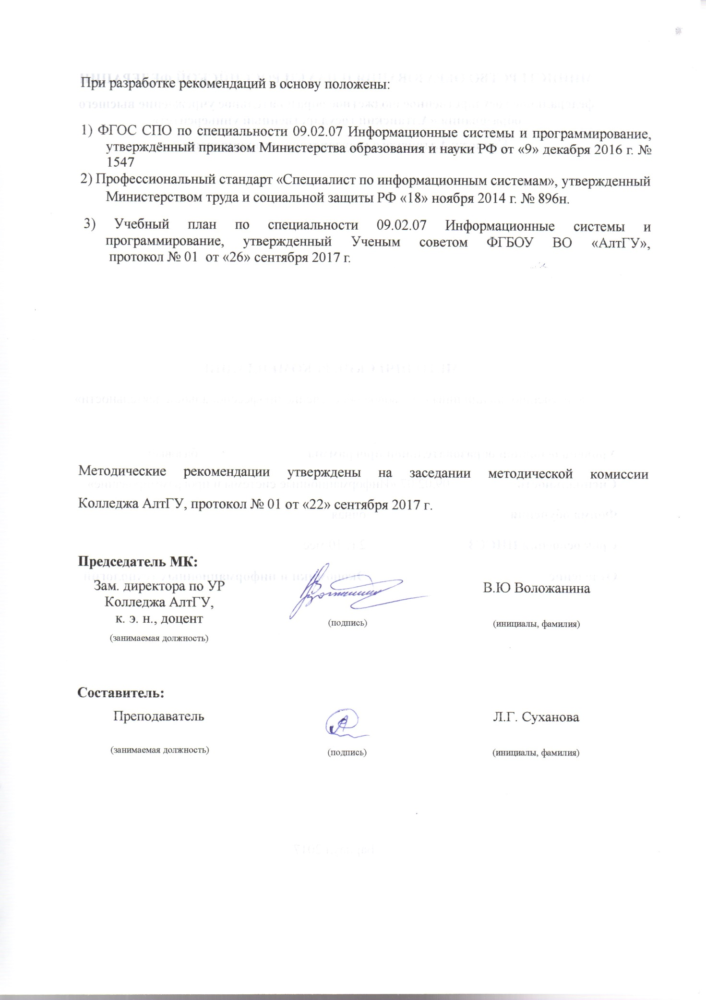 При разработке рекомендаций в основу положены:
1) ФГОС СПО по специальности 09.02.07 Информационные системы и программирование,
утверждённый приказом Министерства образования и науки РФ от «9» декабря 2016 г. №
1547
2) Профессиональный стандарт «Специалист по информационным системам», утвержденный
Министерством труда и социальной защиты РФ «18» ноября 2014 г. № 896н.
3) Учебный план по специальности 09.02.07 Информационные системы и
программирование, утвержденный Ученым советом ФГБОУ ВО «АлтГУ»,
протокол № 01 от «26» сентября 2017 г.
Методические рекомендации утверждены на заседании методической комиссии
Колледжа АлтГУ, протокол № 01 от «22» сентября 2017 г.
Председатель МК:
Зам. директора по УР
Колледжа АлтГУ,
к. э. н., доцент
(занимаемая должность)
(подпись)
В.Ю Воложанина
(инициалы, фамилия)
Составитель:
Преподаватель
(занимаемая должность)
(подпись)
Л.Г. Суханова
(инициалы, фамилия)